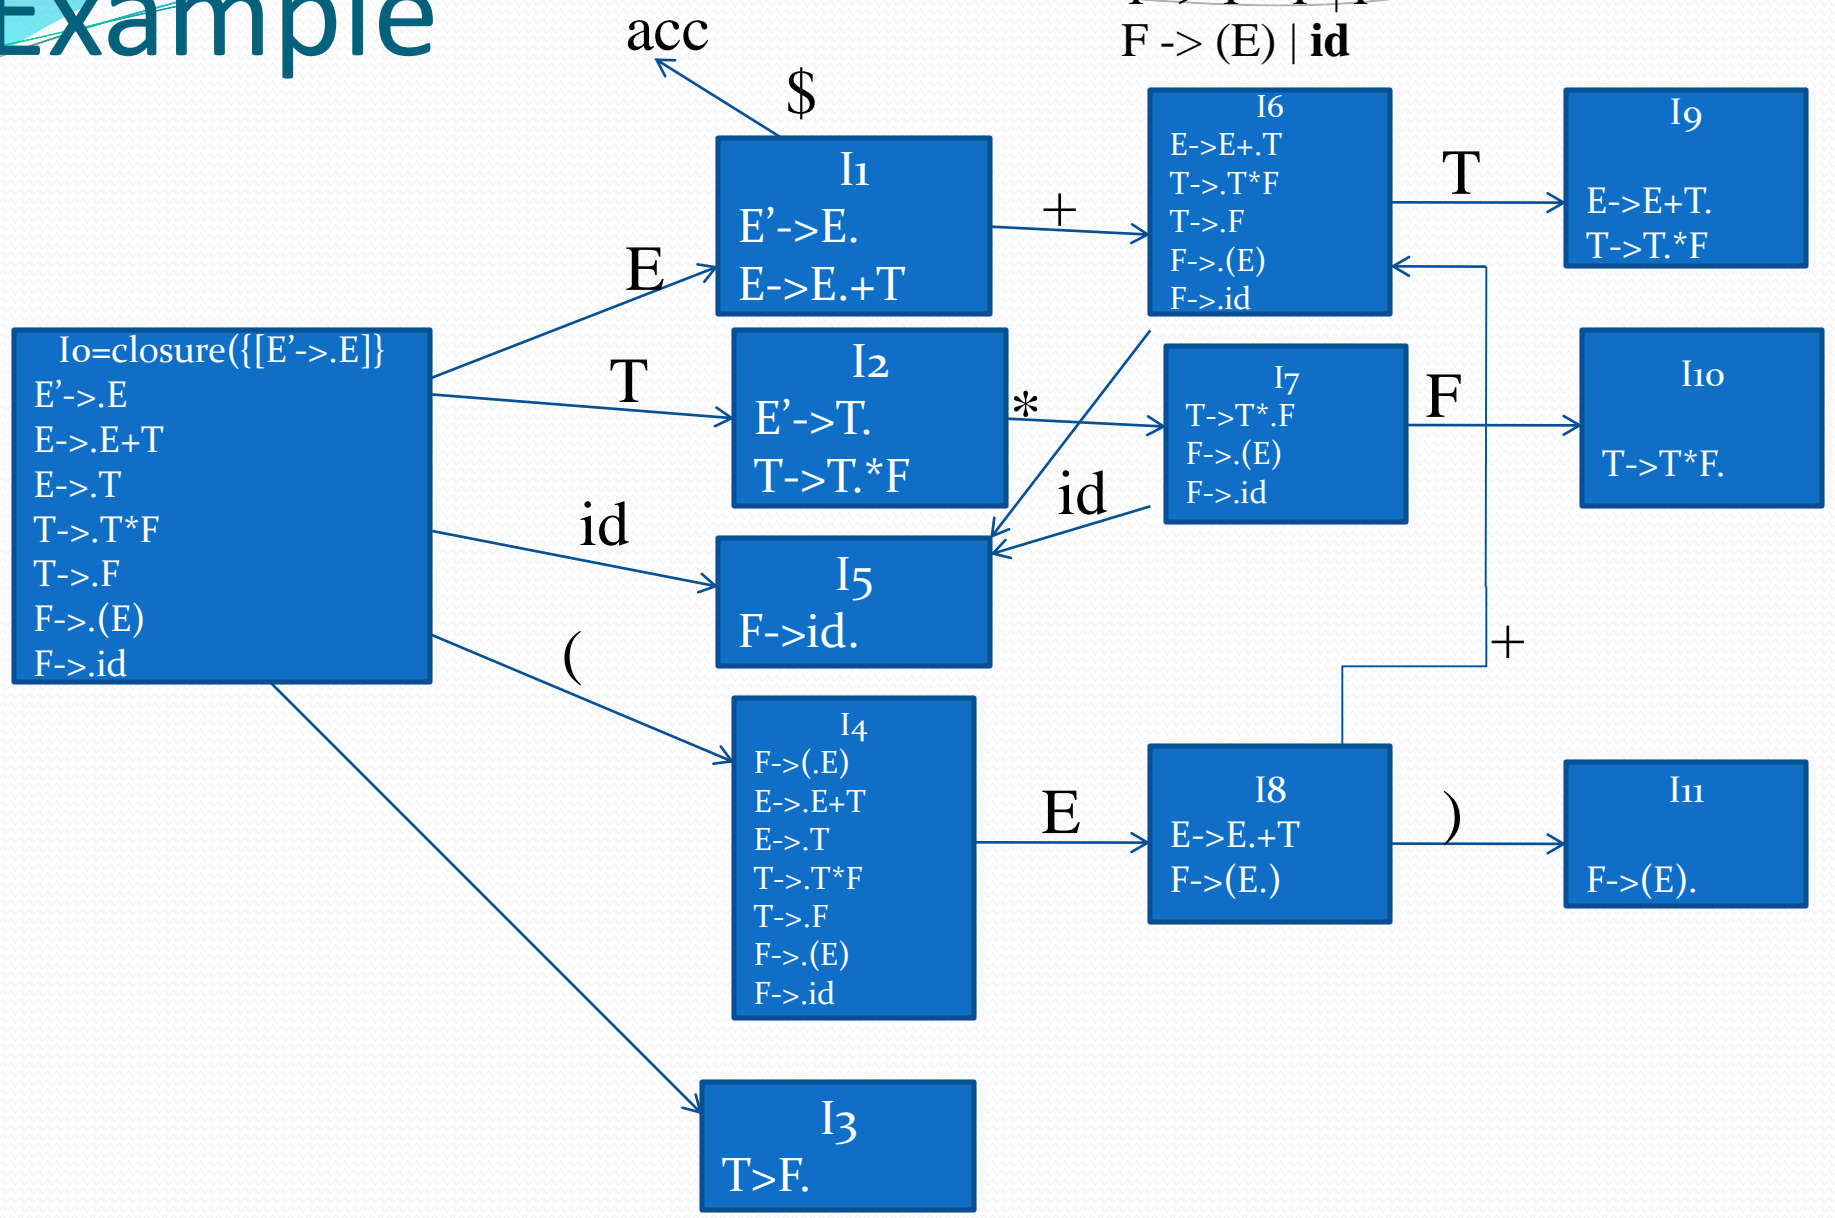 Example
acc
F -> (E) | id
$
I1
E’->E.
E->E.+T
+
I6
E->E+.T
T->.T*F
T->.F
F->.(E)
F->.id
T
I9
E->E+T.
T->T.*F
E
I0=closure({[E’->.E]}
E’->.E
E->.E+T
E->.T
T->.T*F
T->.F
F->.(E)
F->.id
T
I2
E’->T.
T->T.*F
*
I7
T->T*.F
F->.(E)
F->.id
F
I10
T->T*F.
id
id
I5
F->id.
+
(
I4
F->(.E)
E->.E+T
E->.T
T->.T*F
T->.F
F->.(E)
F->.id
E
I8
E->E.+T
F->(E.)
)
I11
F->(E).
I3
T>F.